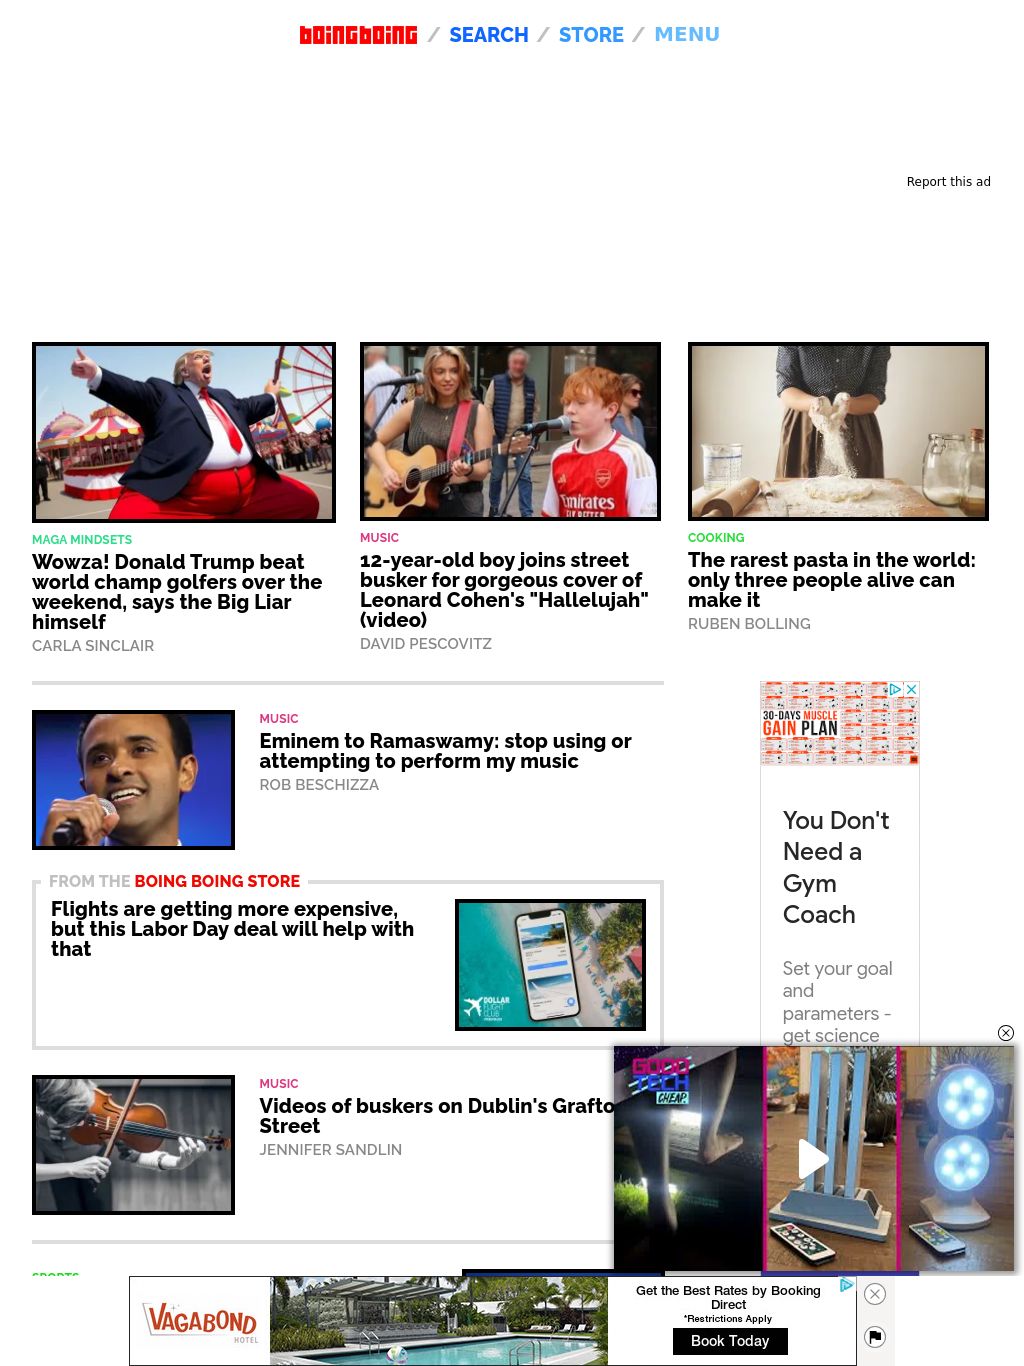 boingboing / SEARCH / STORE / MENU
Report this ad
Emirates
FLY BETTER
MAGA MINDSETS
Wowza! Donald Trump beat
world champ golfers over the
weekend, says the Big Liar
himself
CARLA SINCLAIR
MUSIC
12-year-old boy joins street
busker for gorgeous cover of
Leonard Cohen's "Hallelujah"
(video)
DAVID PESCOVITZ
COOKING
The rarest pasta in the world:
only three people alive can
make it
RUBEN BOLLING
MUSIC
Eminem to Ramaswamy: stop using or
attempting to perform my music
ROB BESCHIZZA
FROM THE BOING BOING STORE
Flights are getting more expensive,
but this Labor Day deal will help with
that
DOLLAR
FLIGHT
CLUB
MUSIC
Videos of buskers on Dublin's Grafto
Street
JENNIFER SANDLIN
SPORTS
30-DAYS MUSCLE
GAIN PLAN
You Don't
Need a
Gym
Coach
Set your goal
and
parameters -
get science
GOOD
TECH
CHEAP.
VAGABOND
HOTEL
Get the Best Rates by Booking
Direct
*Restrictions Apply
Book Today